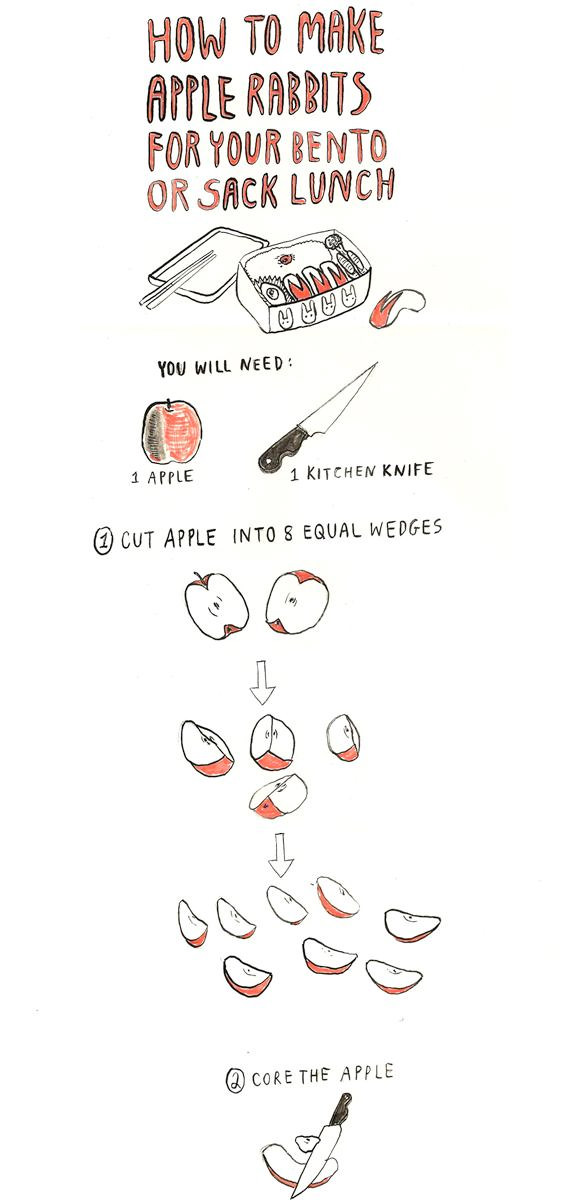 HOW TO MAKE
APPLE RABBITS
FOR YOUR BENTO
OR SACK LUNCH
YOU WILL NEED:
1 APPLE
1 KITCHEN KNIFE
① CUT APPLE INTO 8 EQUAL WEDGES
② CORE THE APPLE